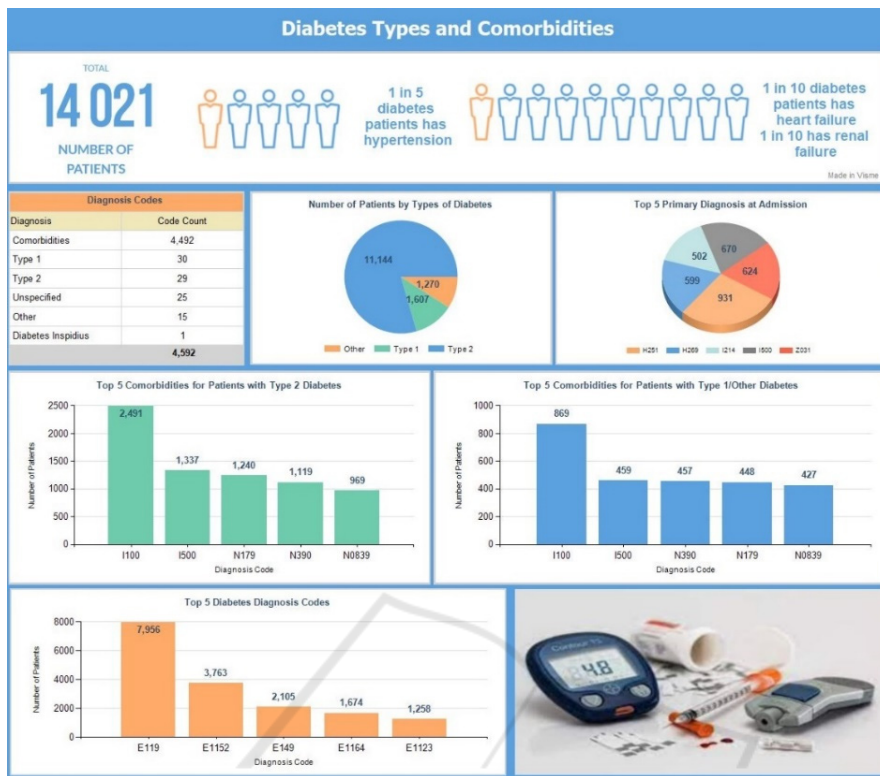 Diabetes Types and Comorbidities
TOTAL
14 021
NUMBER OF
PATIENTS
1 in 5
diabetes
patients has
hypertension
1 in 10 diabetes
patients has
heart failure
1 in 10 has renal
failure
Made in Visme
Diagnosis Codes
Diagnosis Code Count
Comorbidities 4,492
Type 1 30
Type 2 29
Unspecified 25
Other 15
Diabetes Inspidius 1
4,592
Number of Patients by Types of Diabetes
11,144
1,270
1,607
Other Type 1 Type 2
Top 5 Primary Diagnosis at Admission
670
502
624
599
931
H251 H269 I214 I500 Z031
Top 5 Comorbidities for Patients with Type 2 Diabetes
Number of Patients
2500
2000
1500
1000
500
0
2,491
1,337
1,240
1,119
969
I100 I500 N179 N390 N0839
Diagnosis Code
Top 5 Comorbidities for Patients with Type 1/Other Diabetes
Number of Patients
1000
800
600
400
200
0
869
459
457
448
427
I100 I500 N390 N179 N0839
Diagnosis Code
Top 5 Diabetes Diagnosis Codes
Number of Patients
8000
6000
4000
2000
0
7,956
3,763
2,105
1,674
1,258
E119 E1152 E149 E1164 E1123
Diagnosis Code
Contour TS
4.8